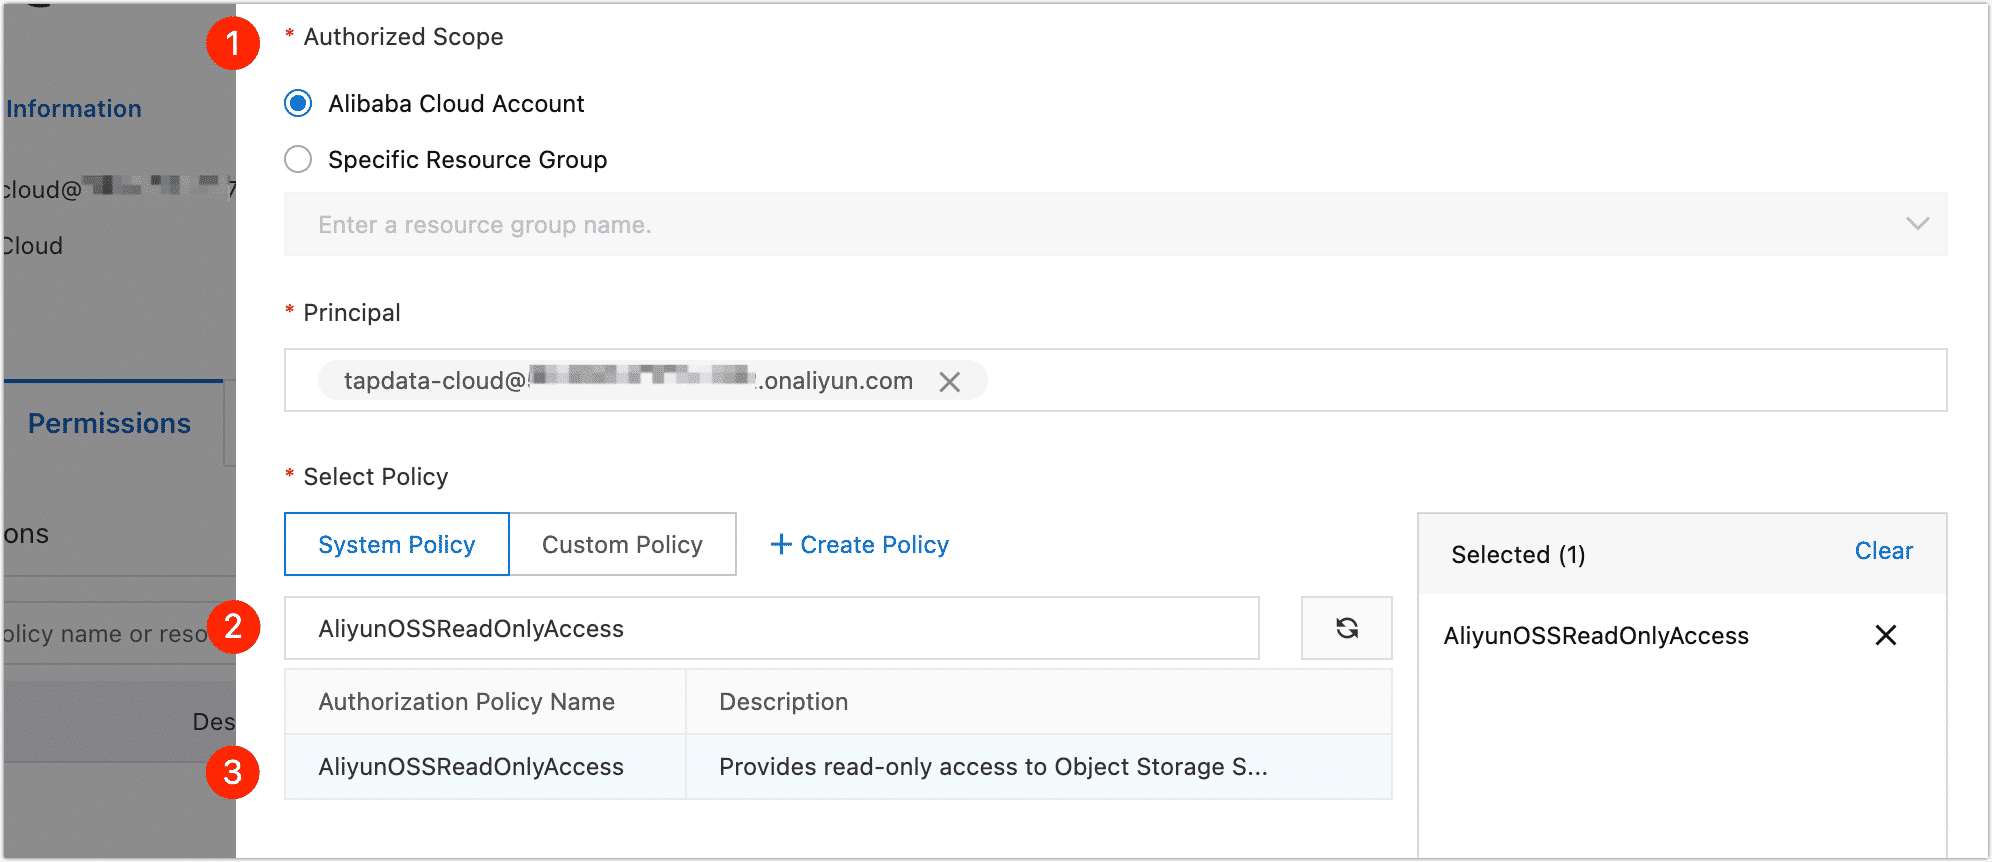 1
* Authorized Scope
Alibaba Cloud Account
Information
Specific Resource Group
cloud@
7
Enter a resource group name.
Cloud
* Principal
tapdata-cloud@
.onaliyun.com
Permissions
* Select Policy
System Policy
Custom Policy
+ Create Policy
Selected (1)
Clear
ons
2
olicy name or reso
AliyunOSSReadOnlyAccess
AliyunOSSReadOnlyAccess
Authorization Policy Name
Description
Des
3
AliyunOSSReadOnlyAccess
Provides read-only access to Object Storage S...